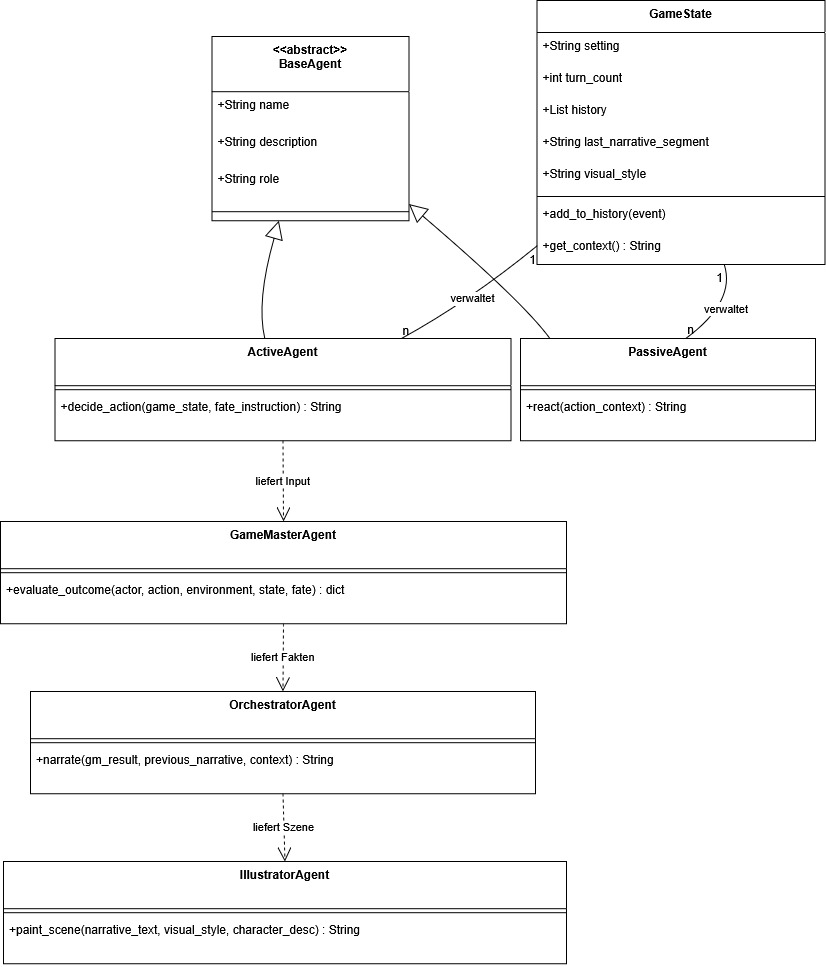 GameState
+String setting
+int turn_count
+List history
+String last_narrative_segment
+String visual_style
+add_to_history(event)
+get_context() : String
<<abstract>>
BaseAgent
+String name
+String description
+String role
1
verwaltet
n
1
verwaltet
n
ActiveAgent
+decide_action(game_state, fate_instruction) : String
PassiveAgent
+react(action_context) : String
liefert Input
GameMasterAgent
+evaluate_outcome(actor, action, environment, state, fate) : dict
liefert Fakten
OrchestratorAgent
+narrate(gm_result, previous_narrative, context) : String
liefert Szene
IllustratorAgent
+paint_scene(narrative_text, visual_style, character_desc) : String